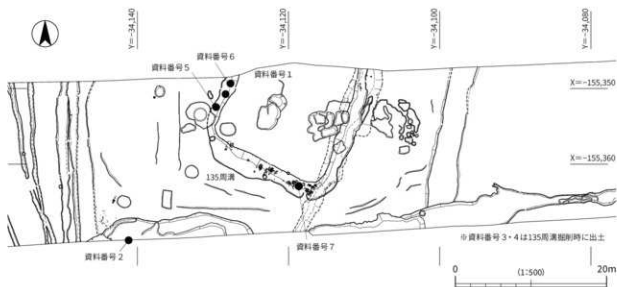 Y=-34,140
Y=-34,120
Y=-34,100
Y=-34,080
資料番号6
資料番号5
資料番号1
X=-155,350
135周溝
X=-155,360
資料番号2
資料番号7
※資料番号3・4は135周溝掘削時に出土
0
(1:500)
20m